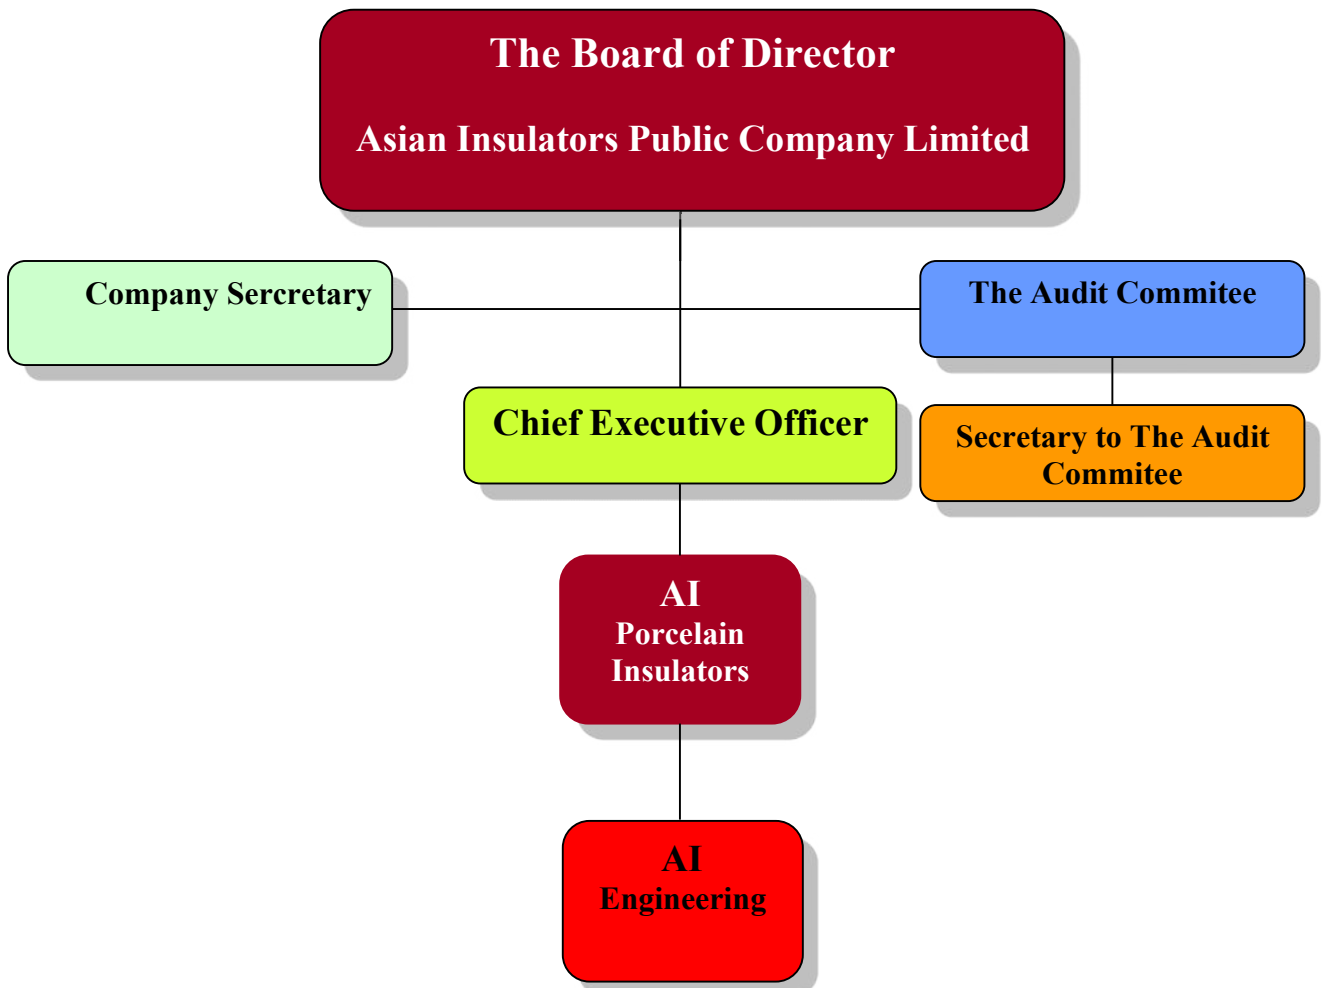 The Board of Director
Asian Insulators Public Company Limited
Company Sercretary
The Audit Commitee
Chief Executive Officer
Secretary to The Audit
Commitee
AI
Porcelain
Insulators
AI
Engineering